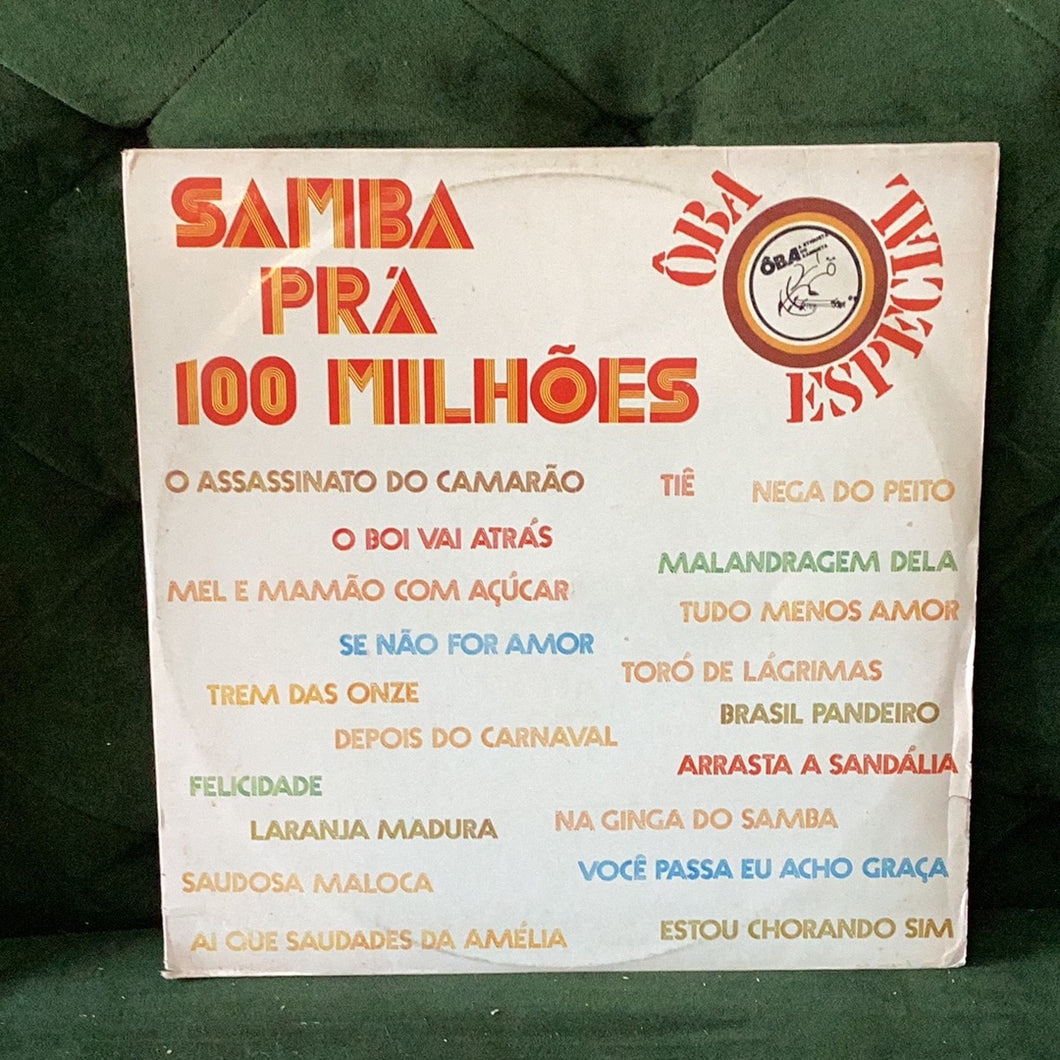 SAMBA
PRÁ
100 MILHÕES
ÔBA
ESPECIAL
ÔBA
O ASSASSINATO DO CAMARÃO
TIÊ
NEGA DO PEITO
O BOI VAI ATRÁS
MALANDRAGEM DELA
MEL E MAMÃO COM AÇÚCAR
TUDO MENOS AMOR
SE NÃO FOR AMOR
TORÓ DE LÁGRIMAS
TREM DAS ONZE
BRASIL PANDEIRO
DEPOIS DO CARNAVAL
ARRASTA A SANDÁLIA
FELICIDADE
NA GINGA DO SAMBA
LARANJA MADURA
VOCÊ PASSA EU ACHO GRAÇA
SAUDOSA MALOCA
ESTOU CHORANDO SIM
AI QUE SAUDADES DA AMÉLIA